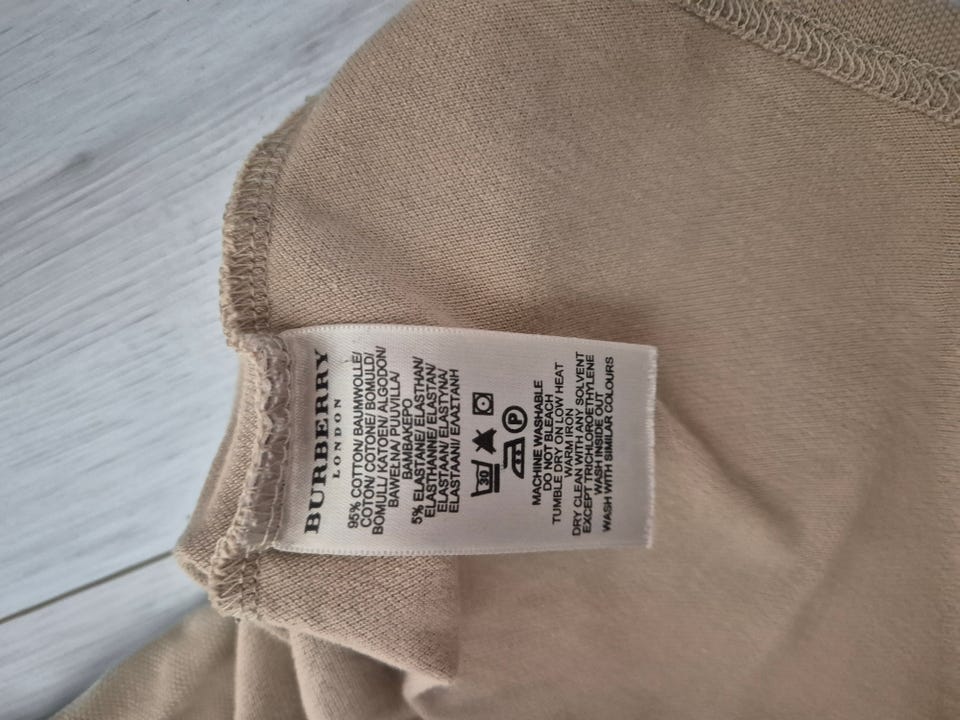 BURBERRY
LONDON
95% COTTON/ BAUMWOLLE/
COTON/ COTONE/ BOMULD/
BOMULL/ KATOEN/ ALGODON/
BAWEŁNA/ PUUVILLA/
ΒΑΜΒΑΚΕΡΟ
5% ELASTANE/ ELASTHAN/
ELASTHANNE/ ELASTAN/
ELASTAAN/ ELASTYNA/
ELASTAANI/ ΕΛΑΣΤΑΝΗ
30
P
MACHINE WASHABLE
DO NOT BLEACH
TUMBLE DRY ON LOW HEAT
WARM IRON
DRY CLEAN WITH ANY SOLVENT
EXCEPT TRICHLOROETHYLENE
WASH INSIDE OUT
WASH WITH SIMILAR COLOURS